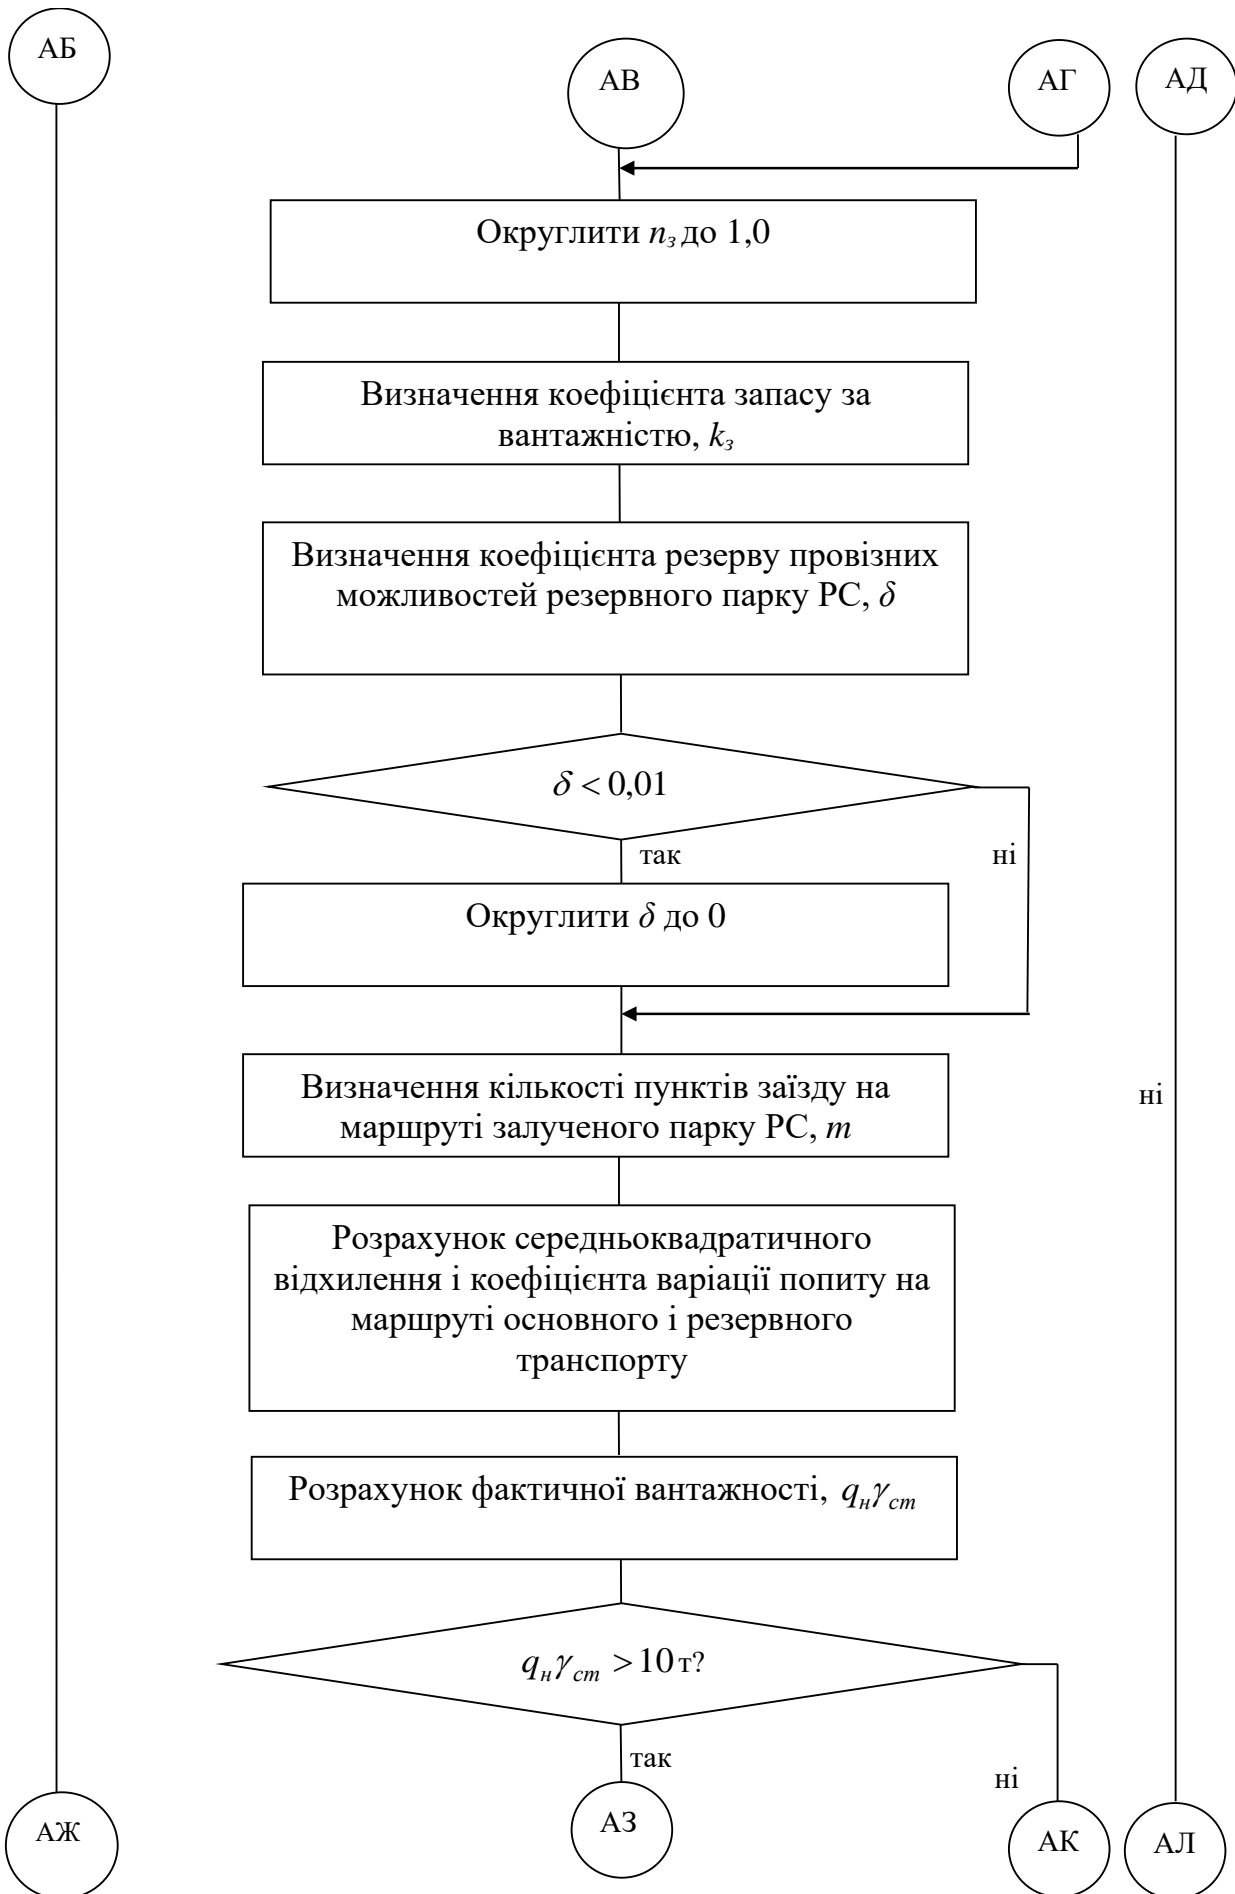 АБ
АВ
АГ
АД
Округлити nз до 1,0
Визначення коефіцієнта запасу за
вантажністю, kз
Визначення коефіцієнта резерву провізних
можливостей резервного парку РС, δ
δ < 0,01
так
ні
Округлити δ до 0
Визначення кількості пунктів заїзду на
маршруті залученого парку РС, m
ні
Розрахунок середньоквадратичного
відхилення і коефіцієнта варіації попиту на
маршруті основного і резервного
транспорту
Розрахунок фактичної вантажності, qнγст
qнγст > 10 т?
так
ні
АЖ
АЗ
АК
АЛ